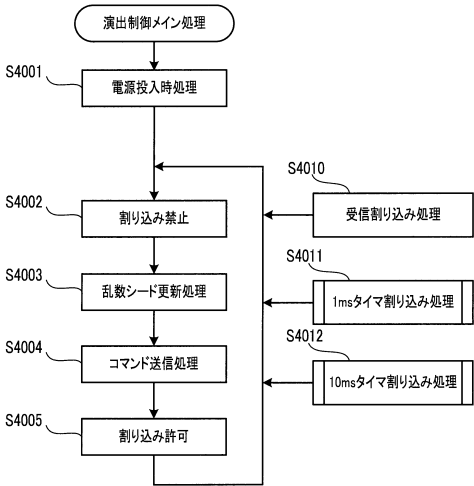 演出制御メイン処理
S4001
電源投入時処理
S4002
割り込み禁止
S4003
乱数シード更新処理
S4004
コマンド送信処理
S4005
割り込み許可
S4010
受信割り込み処理
S4011
1msタイマ割り込み処理
S4012
10msタイマ割り込み処理